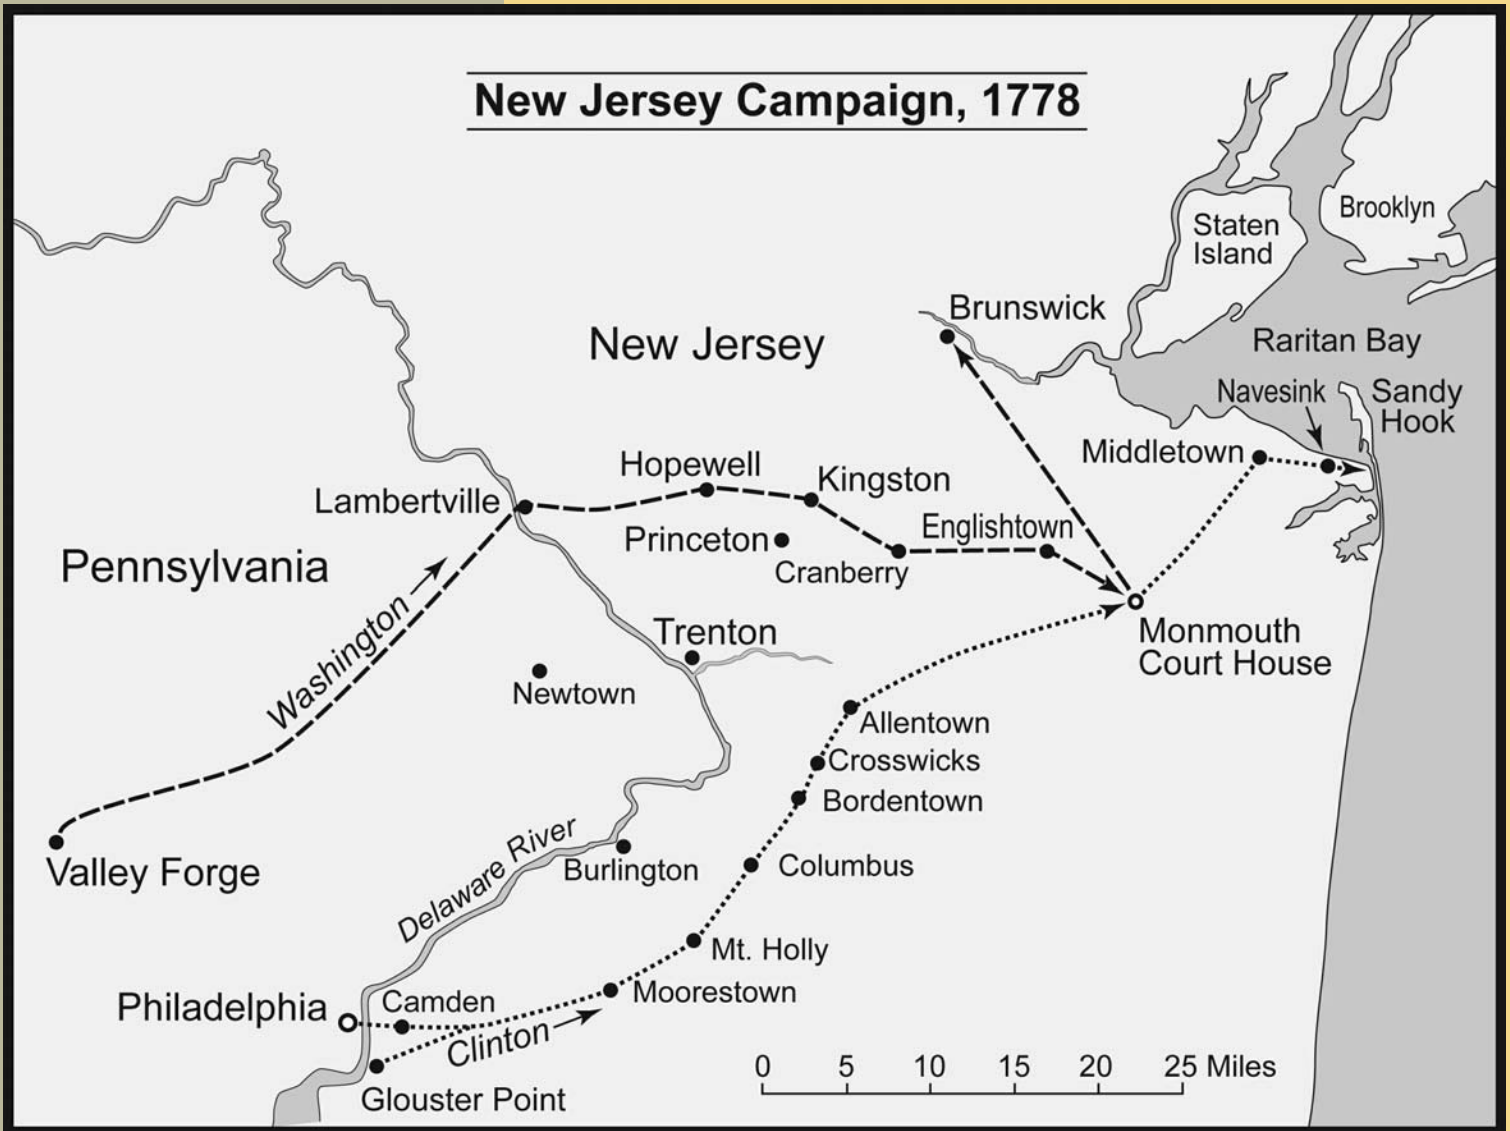 New Jersey Campaign, 1778
Staten
Island
Brooklyn
Brunswick
New Jersey
Raritan Bay
Navesink
Sandy
Hook
Middletown
Hopewell
Kingston
Lambertville
Englishtown
Princeton
Cranberry
Pennsylvania
Washington
Trenton
Monmouth
Court House
Newtown
Allentown
Crosswicks
Bordentown
Valley Forge
Delaware River
Burlington
Columbus
Mt. Holly
Moorestown
Philadelphia
Camden
Clinton
Glouster Point
0 5 10 15 20 25 Miles